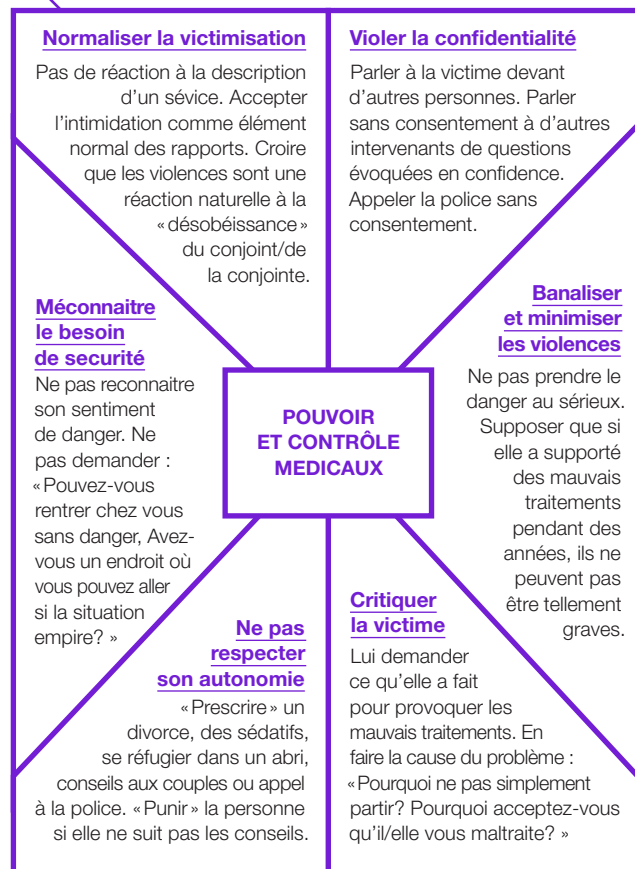 Normaliser la victimisation
Pas de réaction à la description
d'un sévice. Accepter
l'intimidation comme élément
normal des rapports. Croire
que les violences sont une
réaction naturelle à la
«désobéissance»
du conjoint/de
la conjointe.
Violer la confidentialité
Parler à la victime devant
d'autres personnes. Parler
sans consentement à d'autres
intervenants de questions
évoquées en confidence.
Appeler la police sans
consentement.
Méconnaitre
le besoin
de securité
Ne pas reconnaitre
son sentiment
de danger. Ne
pas demander :
«Pouvez-vous
rentrer chez vous
sans danger, Avez-
vous un endroit où
vous pouvez aller
si la situation
empire? »
POUVOIR
ET CONTRÔLE
MEDICAUX
Banaliser
et minimiser
les violences
Ne pas prendre le
danger au sérieux.
Supposer que si
elle a supporté
des mauvais
traitements
pendant des
années, ils ne
peuvent pas
être tellement
graves.
Ne pas
respecter
son autonomie
«Prescrire» un
divorce, des sédatifs,
se réfugier dans un abri,
conseils aux couples ou appel
à la police. «Punir» la personne
si elle ne suit pas les conseils.
Critiquer
la victime
Lui demander
ce qu'elle a fait
pour provoquer les
mauvais traitements. En
faire la cause du problème :
«Pourquoi ne pas simplement
partir? Pourquoi acceptez-vous
qu'il/elle vous maltraite? »